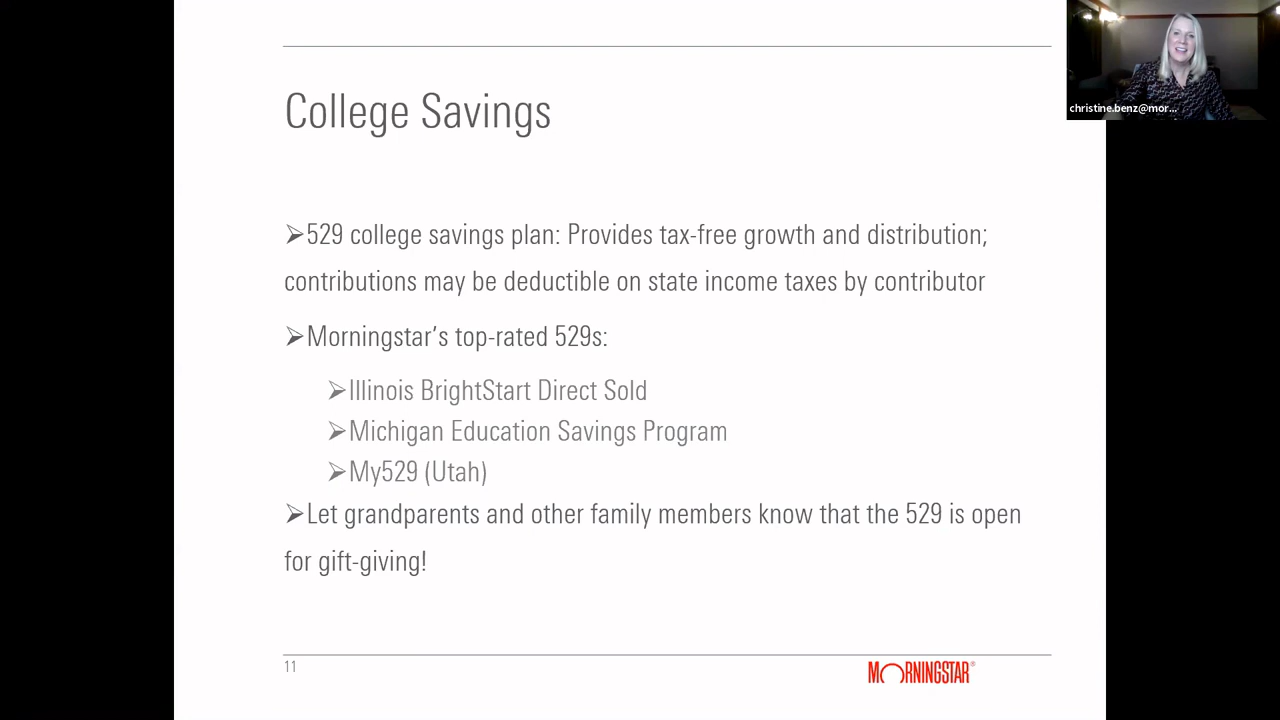 christine.benz@mor...
College Savings
➢529 college savings plan: Provides tax-free growth and distribution;
contributions may be deductible on state income taxes by contributor
➢Morningstar's top-rated 529s:
➢Illinois BrightStart Direct Sold
➢Michigan Education Savings Program
➢My529 (Utah)
➢Let grandparents and other family members know that the 529 is open
for gift-giving!
11
MORNINGSTAR®